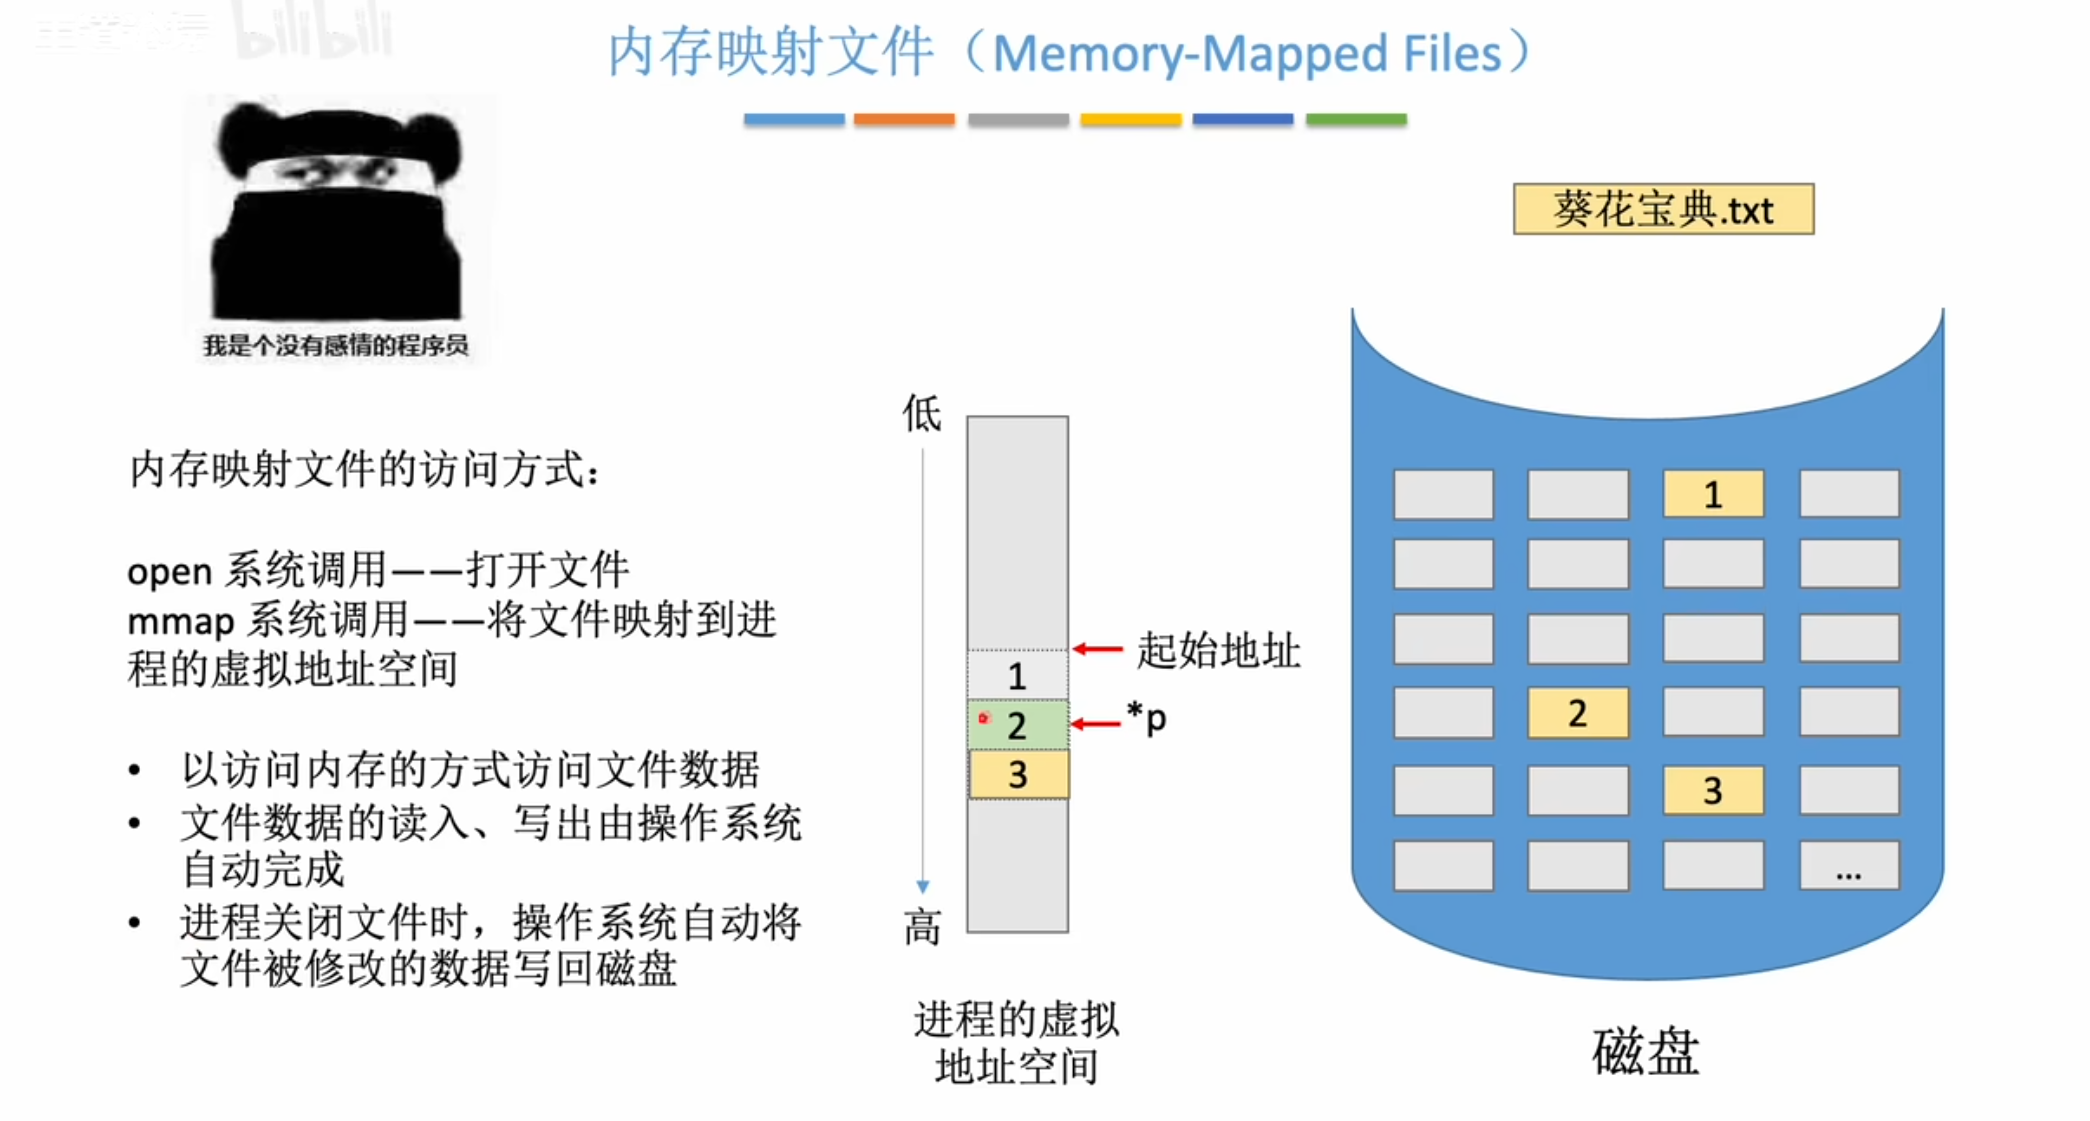 bilibili
内存映射文件（Memory-Mapped Files）
葵花宝典.txt
我是个没有感情的程序员
内存映射文件的访问方式：
open 系统调用——打开文件
mmap 系统调用——将文件映射到进
程的虚拟地址空间
• 以访问内存的方式访问文件数据
• 文件数据的读入、写出由操作系统
自动完成
• 进程关闭文件时，操作系统自动将
文件被修改的数据写回磁盘
低
起始地址
1
2
*p
3
高
进程的虚拟
地址空间
1
2
3
...
磁盘